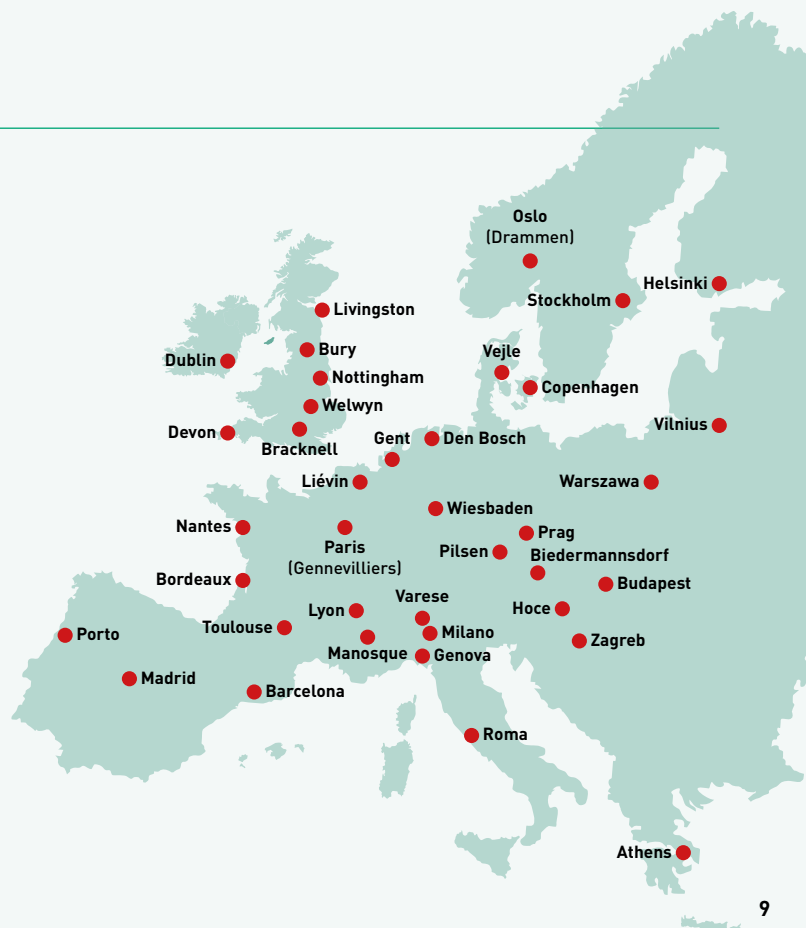 Oslo
(Drammen)
Helsinki
Stockholm
Livingston
Bury
Vejle
Dublin
Nottingham
Copenhagen
Welwyn
Vilnius
Devon
Gent
Den Bosch
Bracknell
Liévin
Warszawa
Wiesbaden
Nantes
Prag
Paris
(Gennevilliers)
Pilsen
Biedermannsdorf
Bordeaux
Budapest
Varese
Lyon
Hoce
Toulouse
Porto
Milano
Zagreb
Manosque
Genova
Madrid
Barcelona
Roma
Athens
9